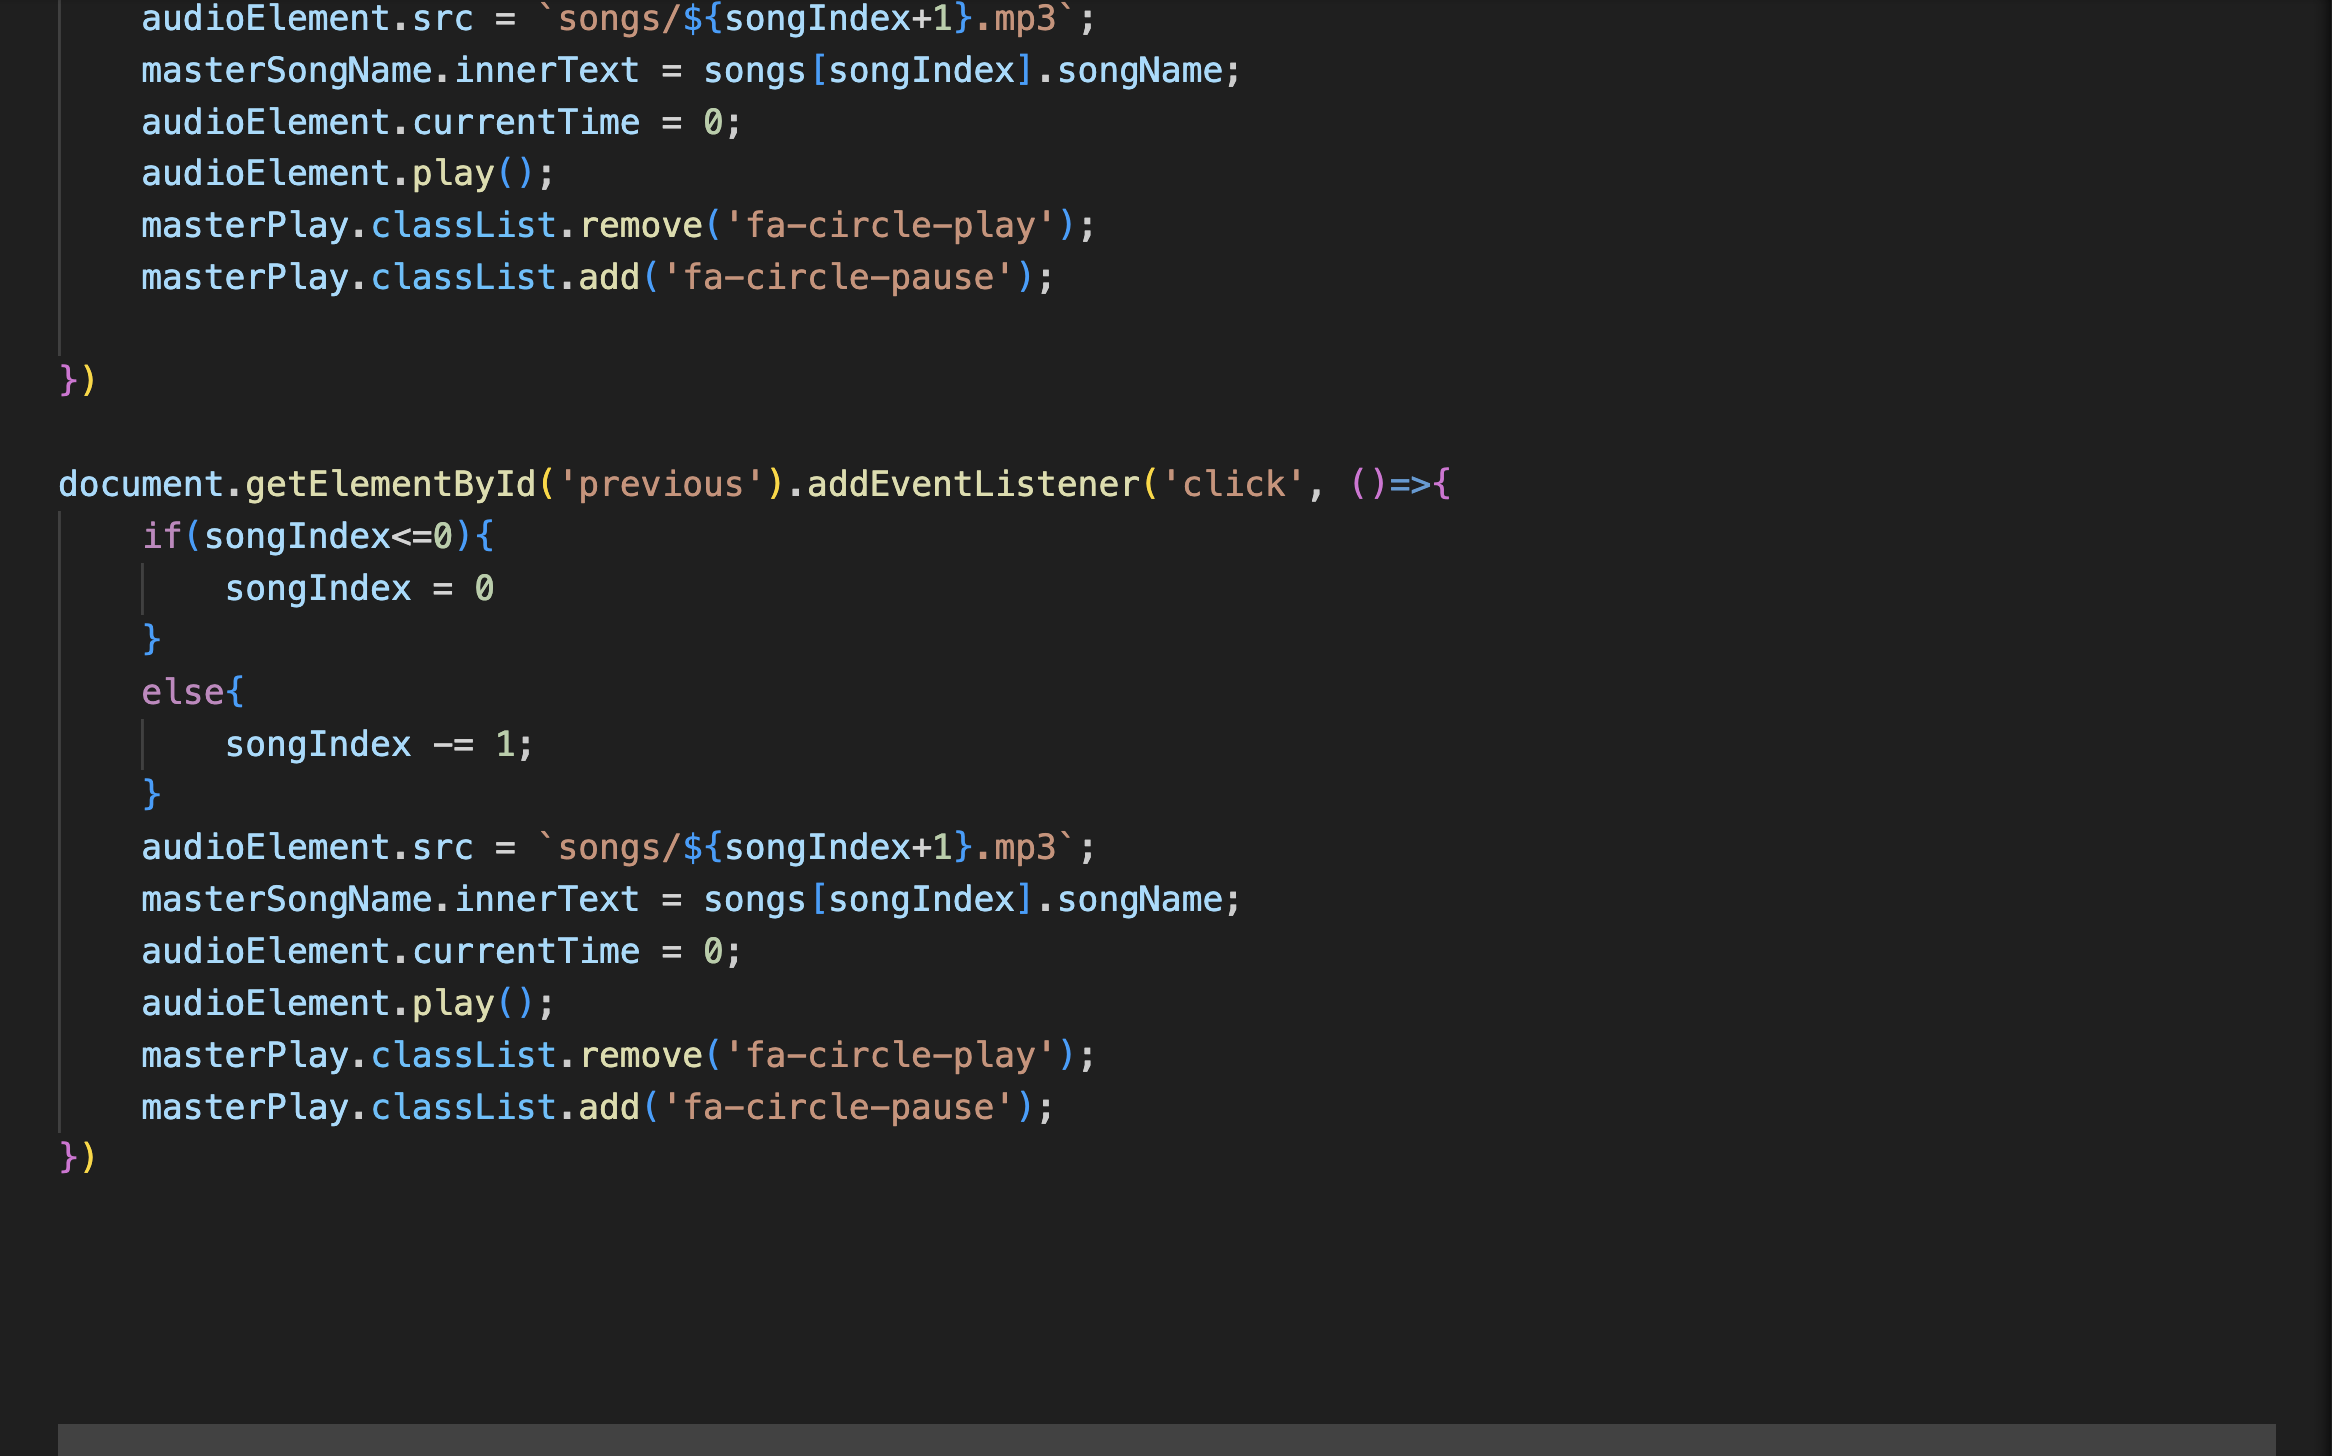 audioElement.src = `songs/${songIndex+1}.mp3`;
    masterSongName.innerText = songs[songIndex].songName;
    audioElement.currentTime = 0;
    audioElement.play();
    masterPlay.classList.remove('fa-circle-play');
    masterPlay.classList.add('fa-circle-pause');

})

document.getElementById('previous').addEventListener('click', ()=>{
    if(songIndex<=0){
        songIndex = 0
    }
    else{
        songIndex -= 1;
    }
    audioElement.src = `songs/${songIndex+1}.mp3`;
    masterSongName.innerText = songs[songIndex].songName;
    audioElement.currentTime = 0;
    audioElement.play();
    masterPlay.classList.remove('fa-circle-play');
    masterPlay.classList.add('fa-circle-pause');
})